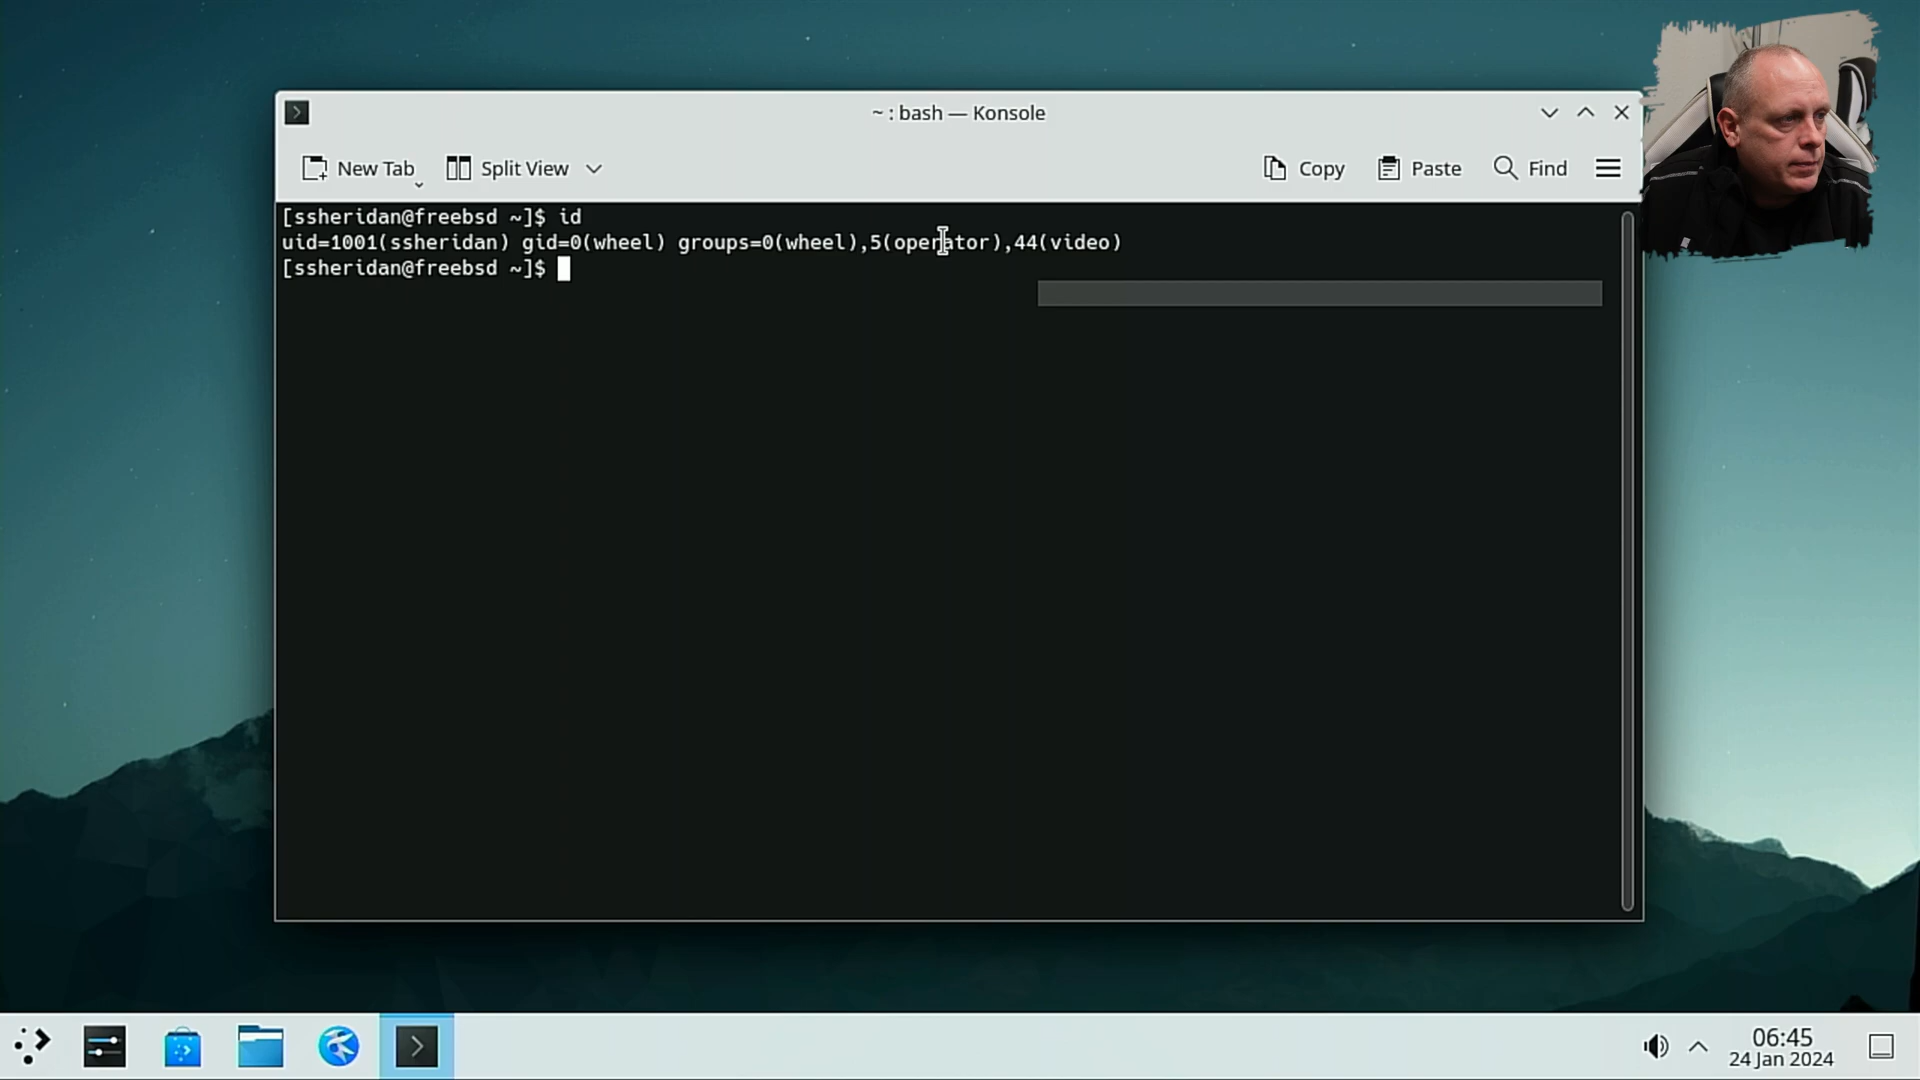 ~ : bash — Konsole
New Tab Split View Copy Paste Find
[ssheridan@freebsd ~]$ id
uid=1001(ssheridan) gid=0(wheel) groups=0(wheel),5(operator),44(video)
[ssheridan@freebsd ~]$
06:45
24 Jan 2024